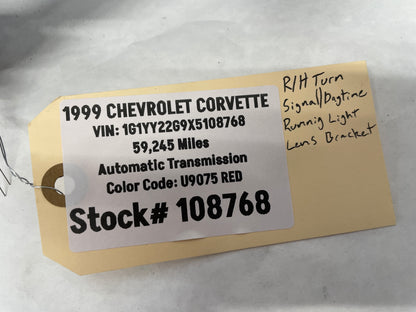 1999 CHEVROLET CORVETTE
VIN: 1G1YY22G9X5108768
59,245 Miles
Automatic Transmission
Color Code: U9075 RED
Stock# 108768
R/H Turn
Signal/Daytime
Runnig Light
Lens Bracket